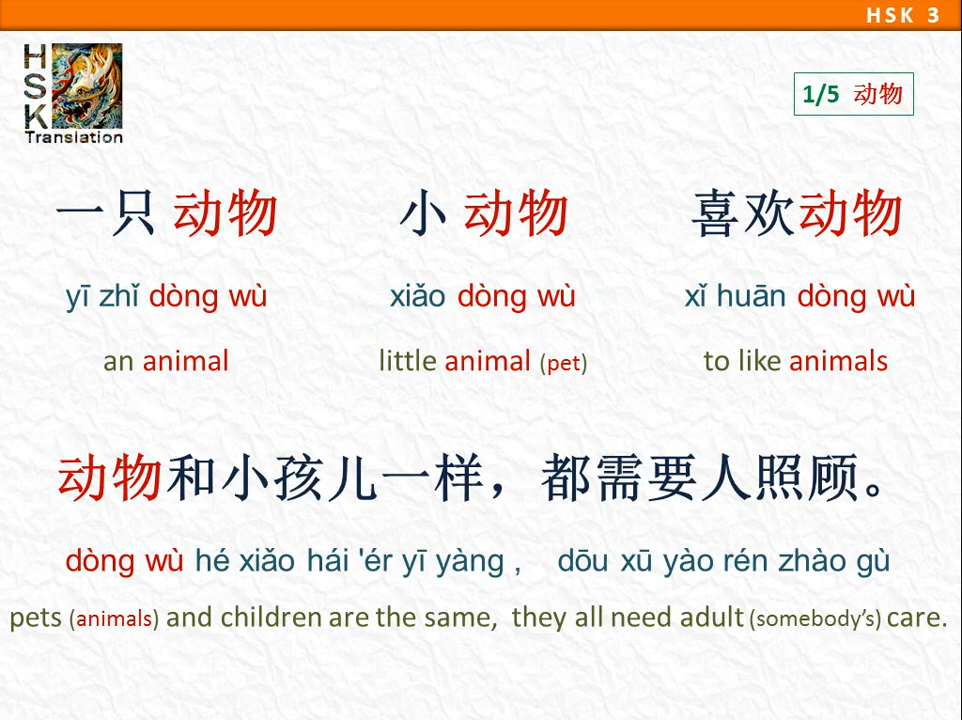 HSK 3
HSK
Translation
1/5 动物
一只 动物
小 动物
喜欢动物
yī zhǐ dòng wù
xiǎo dòng wù
xǐ huān dòng wù
an animal
little animal (pet)
to like animals
动物和小孩儿一样，都需要人照顾。
dòng wù hé xiǎo hái 'ér yī yàng , dōu xū yào rén zhào gù
pets (animals) and children are the same, they all need adult (somebody’s) care.